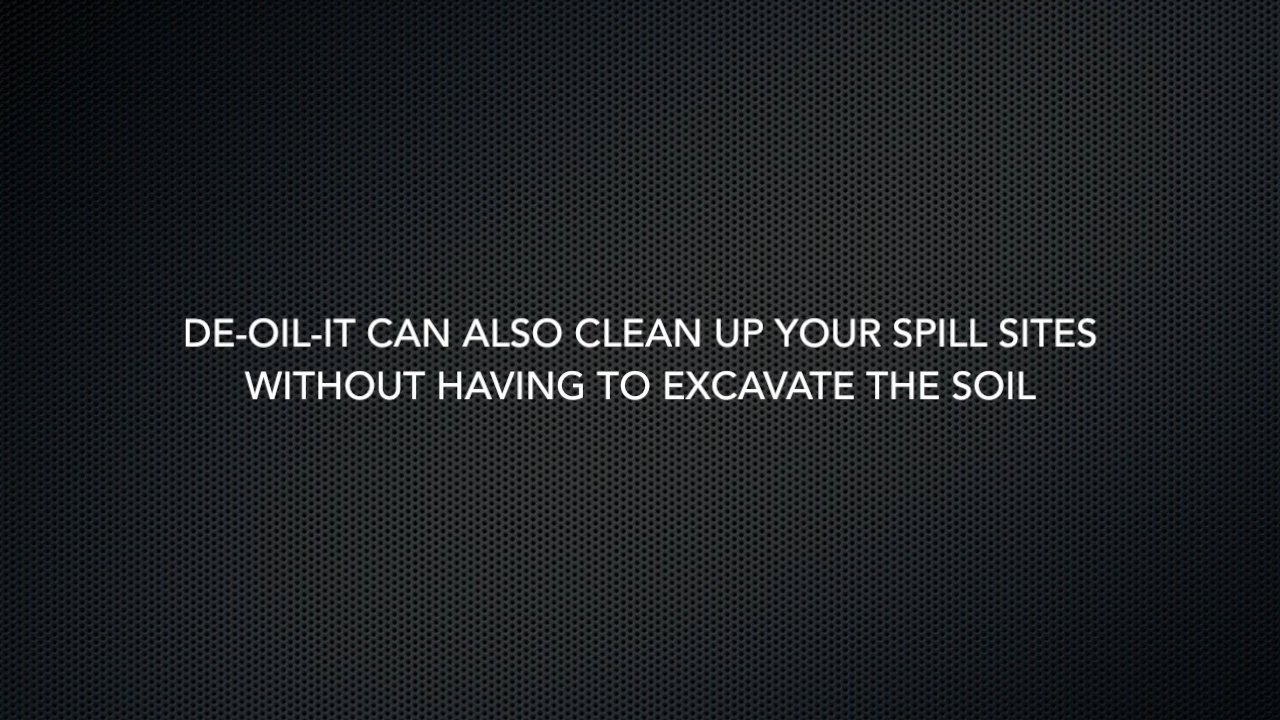 DE-OIL-IT CAN ALSO CLEAN UP YOUR SPILL SITES
WITHOUT HAVING TO EXCAVATE THE SOIL